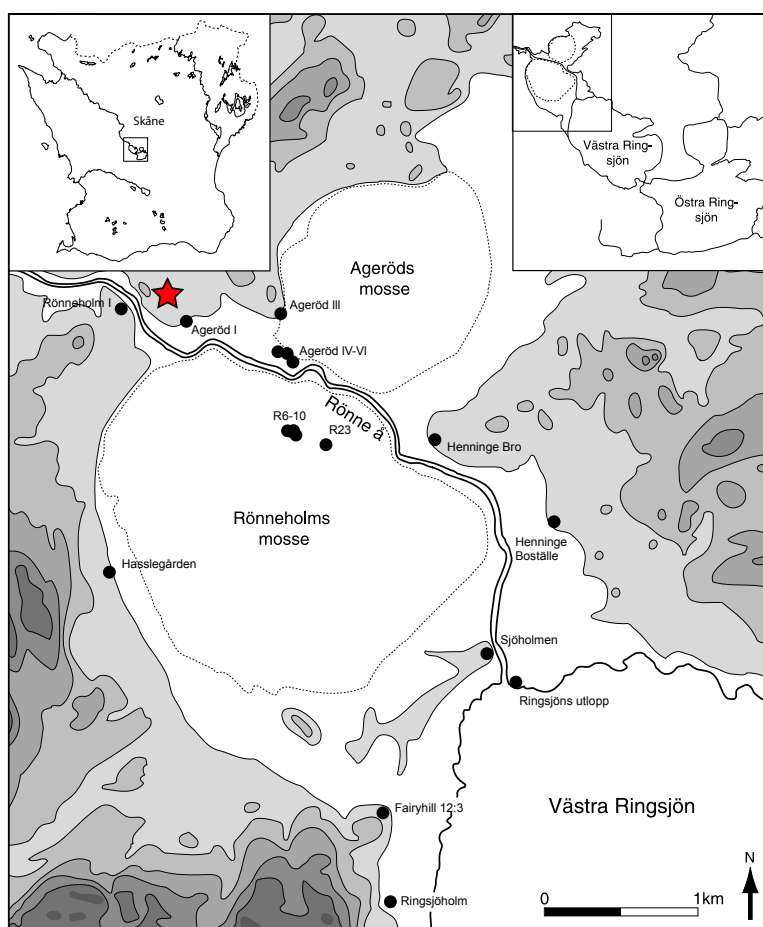 Skåne
Västra Ring-
sjön
Östra Ring-
sjön
Ageröds
mosse
Rönneholm I
Ageröd I
Ageröd III
Ageröd IV-VI
Rönne å
R6-10
R23
Henninge Bro
Rönneholms
mosse
Henninge
Boställe
Hasslegården
Sjöholmen
Ringsjöns utlopp
Västra Ringsjön
Fairyhill 12:3
Ringsjöholm
N
0
1km